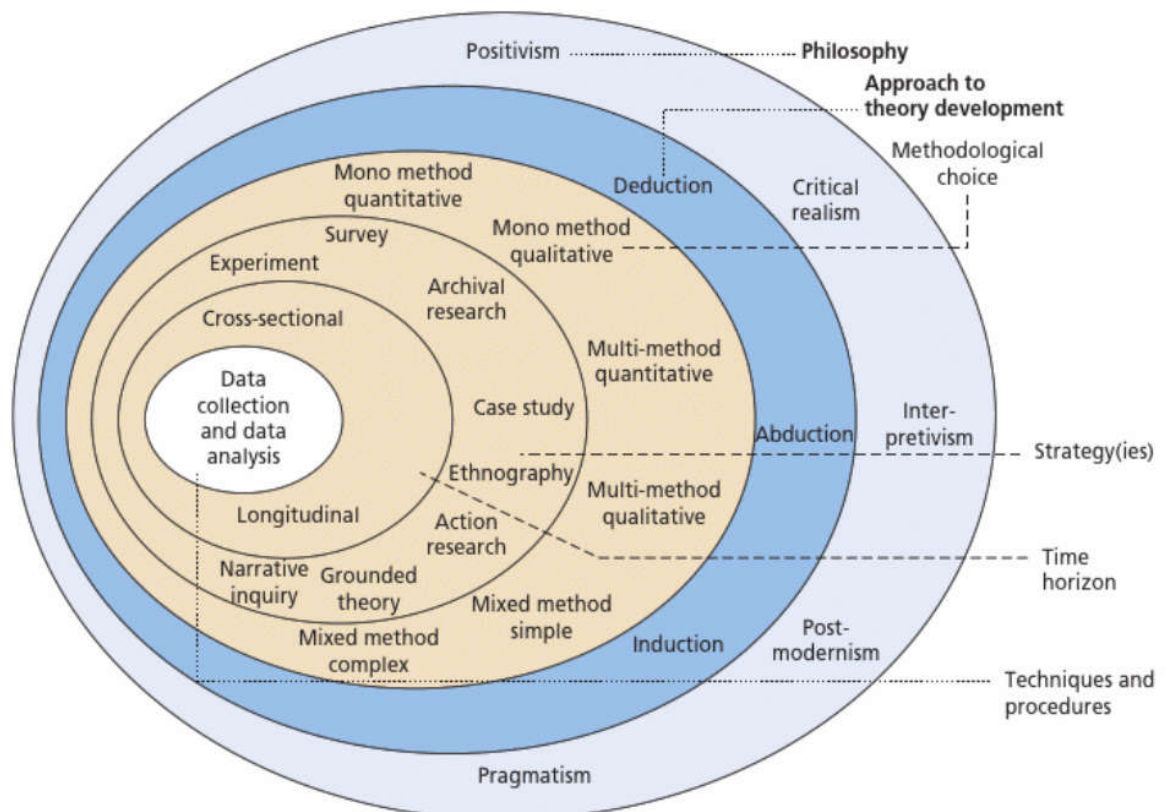 Positivism
Philosophy
Approach to
theory development
Methodological
choice
Mono method
quantitative
Deduction
Critical
realism
Survey
Mono method
qualitative
Experiment
Archival
research
Cross-sectional
Multi-method
quantitative
Data
collection
and data
analysis
Case study
Abduction
Inter-
pretivism
Strategy(ies)
Ethnography
Multi-method
qualitative
Longitudinal
Action
research
Time
horizon
Narrative
inquiry
Grounded
theory
Mixed method
simple
Mixed method
complex
Induction
Post-
modernism
Techniques and
procedures
Pragmatism